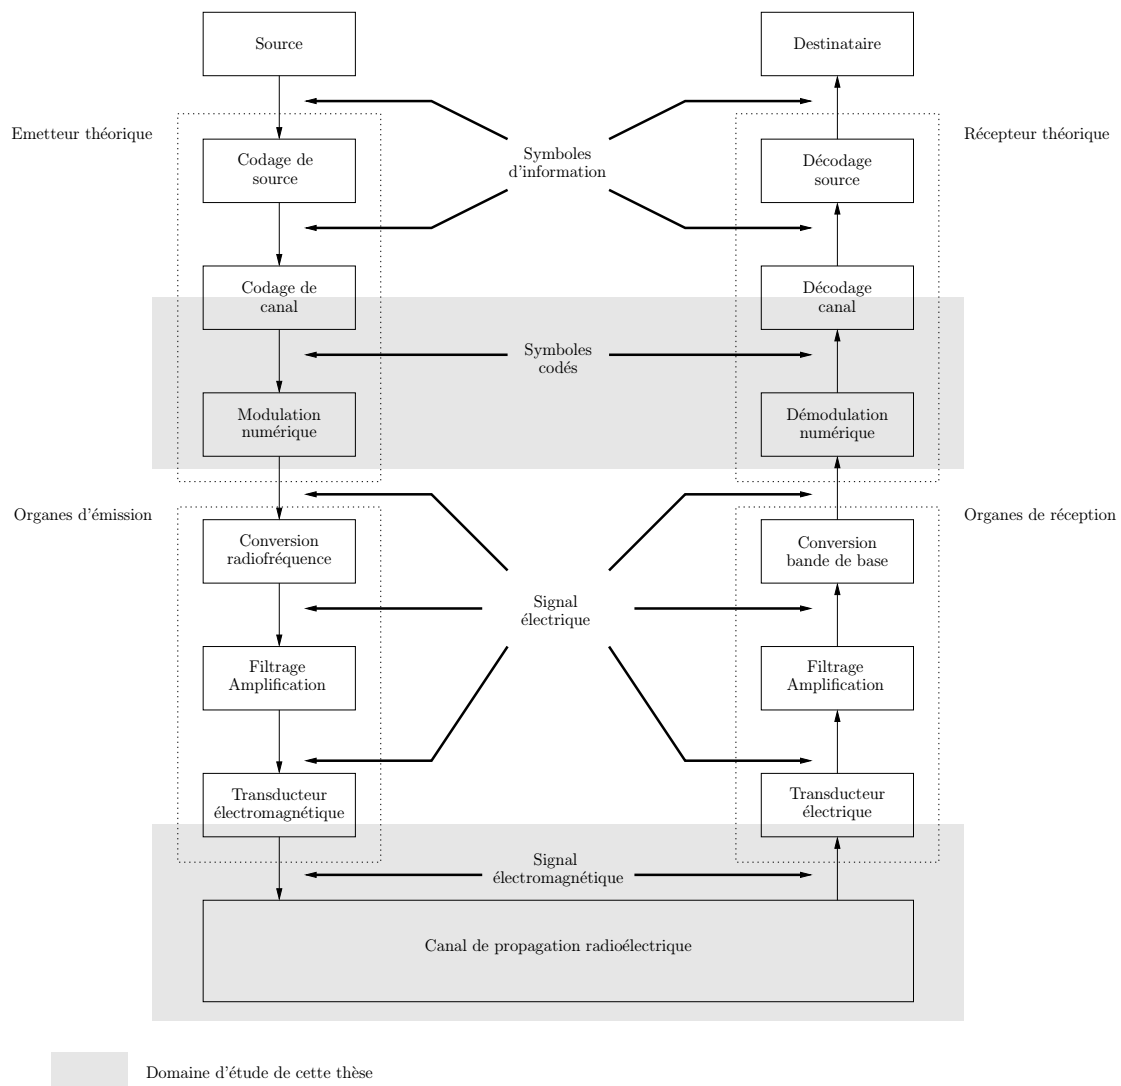 Source
Destinataire
Emetteur théorique
Récepteur théorique
Codage de
source
Symboles
d'information
Décodage
source
Codage de
canal
Décodage
canal
Symboles
codés
Modulation
numérique
Démodulation
numérique
Organes d'émission
Organes de réception
Conversion
radiofréquence
Conversion
bande de base
Signal
électrique
Filtrage
Amplification
Filtrage
Amplification
Transducteur
électromagnétique
Transducteur
électrique
Signal
électromagnétique
Canal de propagation radioélectrique
Domaine d'étude de cette thèse